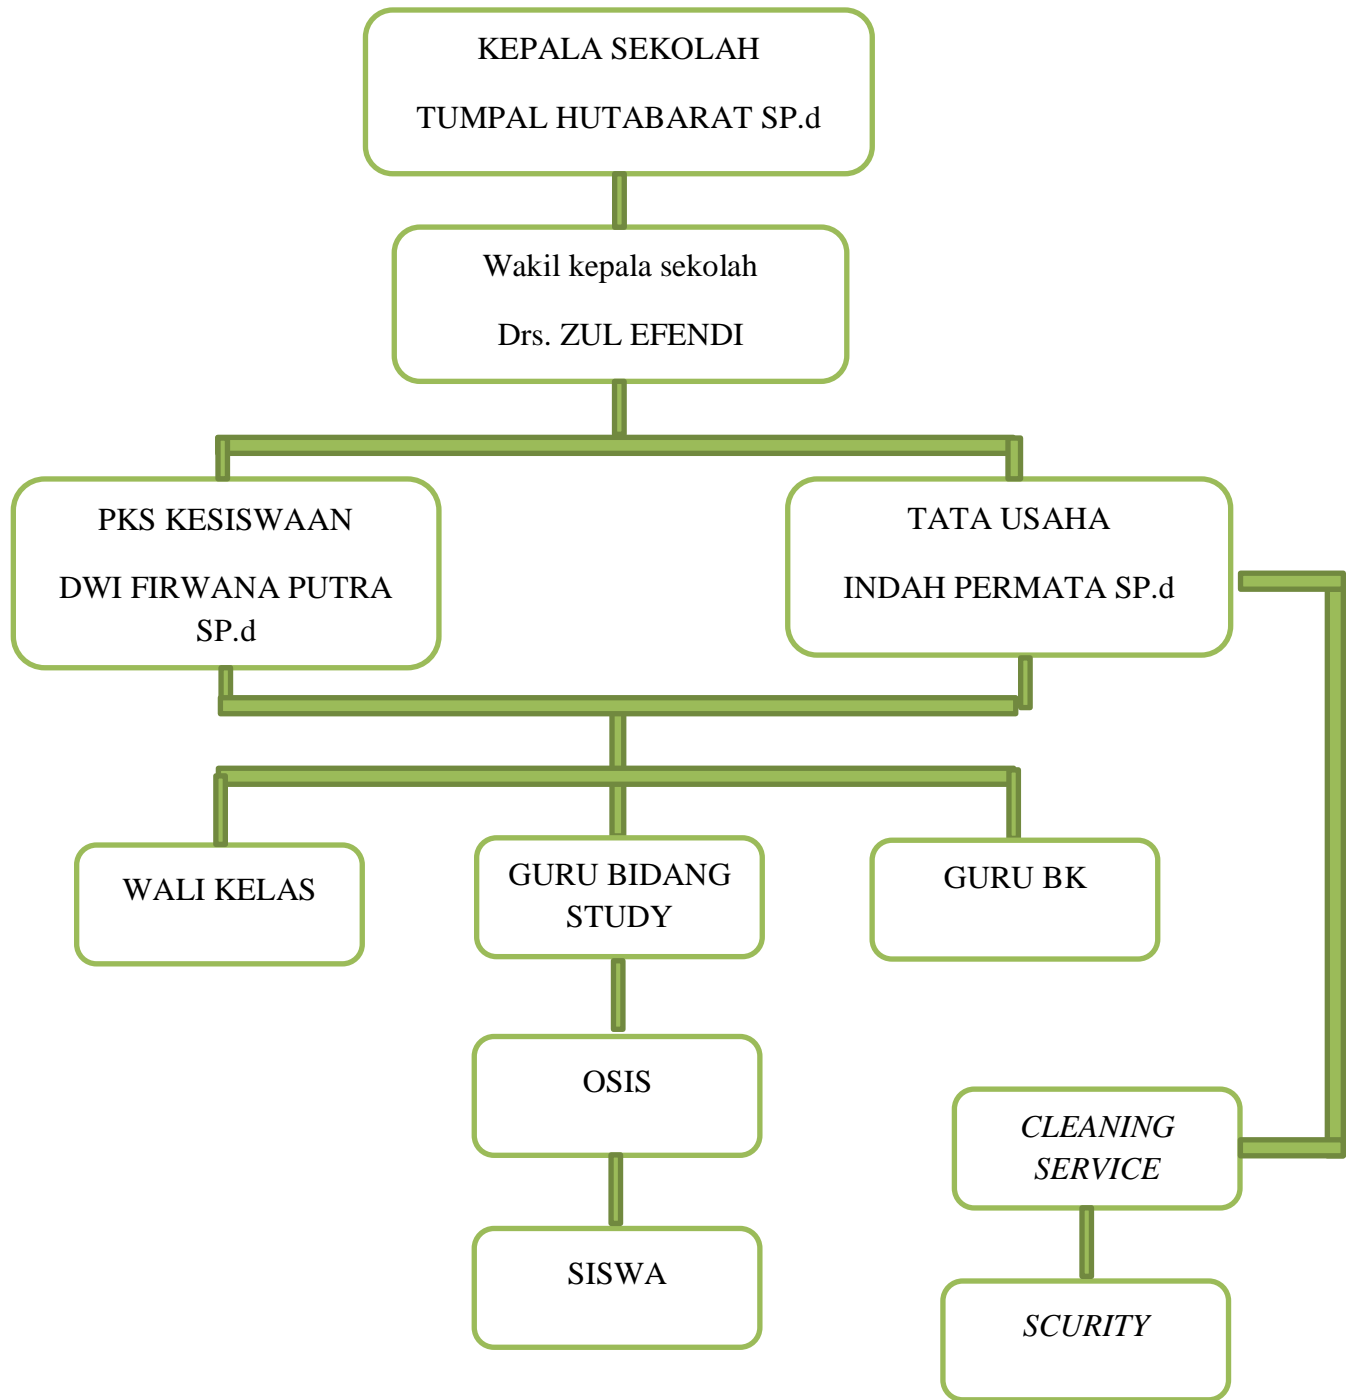 KEPALA SEKOLAH
TUMPAL HUTABARAT SP.d
Wakil kepala sekolah
Drs. ZUL EFENDI
PKS KESISWAAN
DWI FIRWANA PUTRA
SP.d
TATA USAHA
INDAH PERMATA SP.d
WALI KELAS
GURU BIDANG
STUDY
GURU BK
OSIS
CLEANING
SERVICE
SISWA
SCURITY